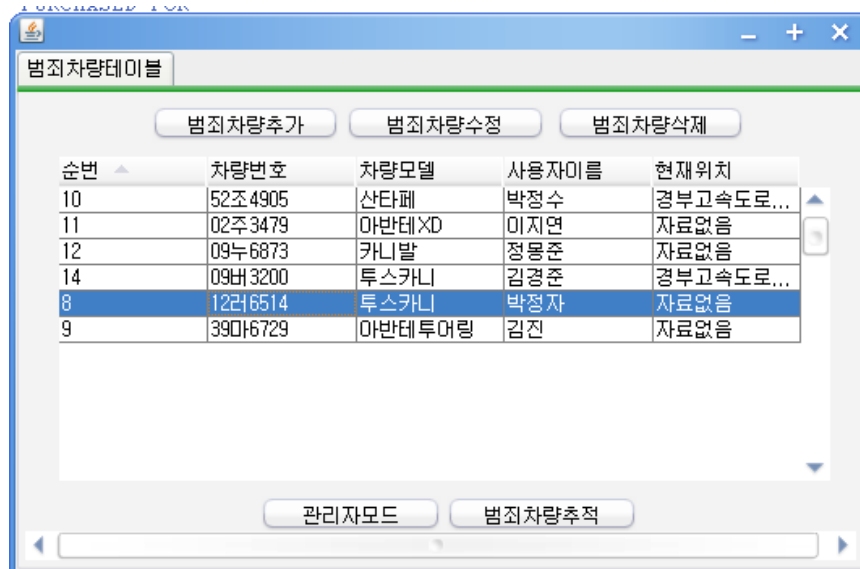 PURCHASED FOR
범죄차량테이블
범죄차량추가 범죄차량수정 범죄차량삭제
순번 차량번호 차량모델 사용자이름 현재위치
10 52조4905 산타페 박정수 경부고속도로...
11 02주3479 아반테XD 이지연 자료없음
12 09누6873 카니발 정몽준 자료없음
14 09버3200 투스카니 김경준 경부고속도로...
8 12러6514 투스카니 박정자 자료없음
9 39마6729 아반테투어링 김진 자료없음
관리자모드 범죄차량추적